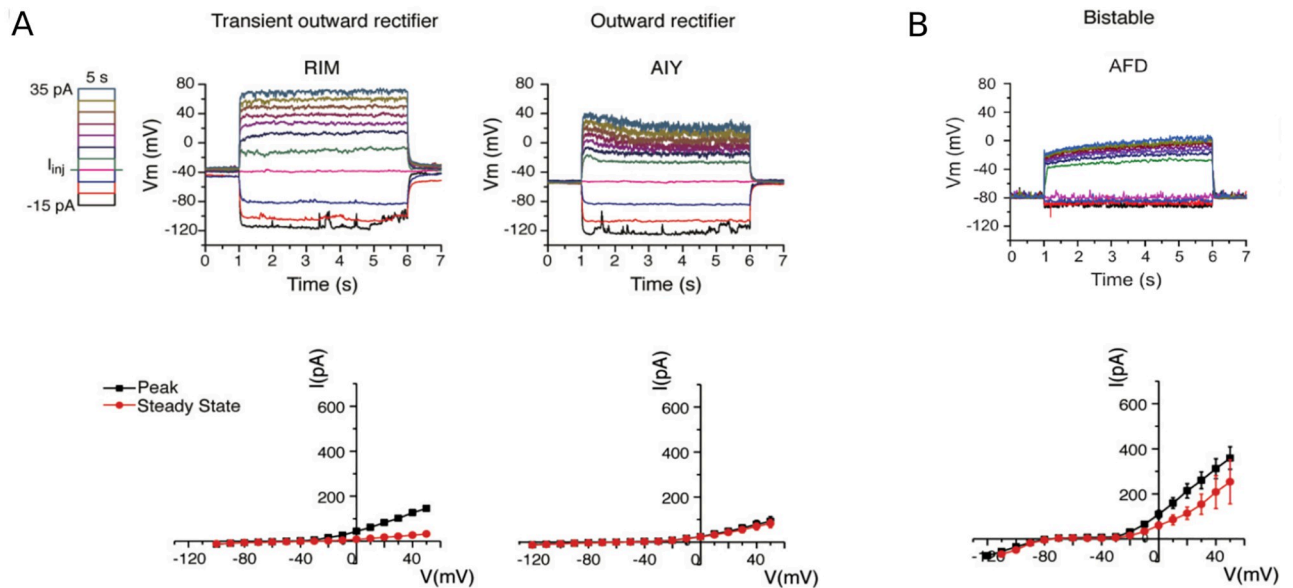 A
Transient outward rectifier
Outward rectifier
B
Bistable
RIM
AIY
AFD
5 s
35 pA
Iinj
-15 pA
80
40
0
-40
-80
-120
Vm (mV)
0 1 2 3 4 5 6 7
Time (s)
80
40
0
-40
-80
-120
Vm (mV)
0 1 2 3 4 5 6 7
Time (s)
80
40
0
-40
-80
-120
Vm (mV)
0 1 2 3 4 5 6 7
Time (s)
Peak
Steady State
I(pA)
600
400
200
-120 -80 -40 0 40
V(mV)
I(pA)
600
400
200
-120 -80 -40 0 40
V(mV)
I(pA)
600
400
200
-120 -80 -40 0 40
V(mV)